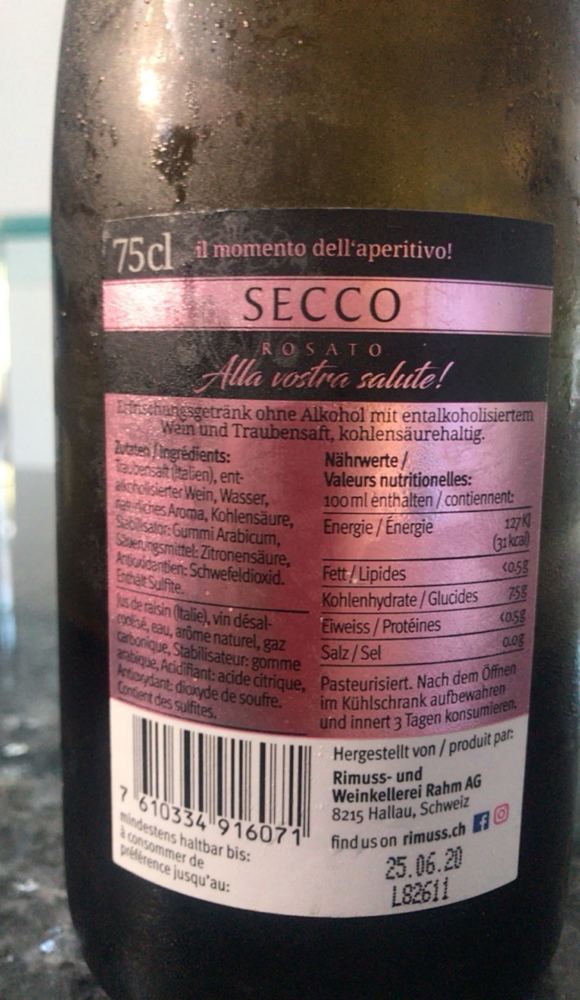 75cl il momento dell'aperitivo!
SECCO
ROSATO
Alla vostra salute!
Erfrischungsgetränk ohne Alkohol mit entalkoholisiertem
Wein und Traubensaft, kohlensäurehaltig.
Zutaten / Ingrédients:
Traubensaft (Italien), ent-
alkoholisierter Wein, Wasser,
natürliches Aroma, Kohlensäure,
Stabilisator: Gummi Arabicum,
Säuerungsmittel: Zitronensäure,
Antioxidantien: Schwefeldioxid.
Enthält Sulfite.
Jus de raisin (Italie), vin désal-
coolisé, eau, arôme naturel, gaz
carbonique, Stabilisateur: gomme
arabique, Acidifiant: acide citrique,
Antioxydant: dioxyde de soufre.
Contient des sulfites.
Nährwerte /
Valeurs nutritionelles:
100 ml enthalten / contiennent:
Energie / Énergie 127 KJ
(31 kcal)
Fett / Lipides <0.5g
Kohlenhydrate / Glucides 7.5g
Eiweiss / Protéines <0.5g
Salz / Sel 0.0g
Pasteurisiert. Nach dem Öffnen
im Kühlschrank aufbewahren
und innert 3 Tagen konsumieren.
7 610334 916071
mindestens haltbar bis:
à consommer de
préférence jusqu'au:
Hergestellt von / produit par:
Rimuss- und
Weinkellerei Rahm AG
8215 Hallau, Schweiz
find us on rimuss.ch
25.06.20
L82611